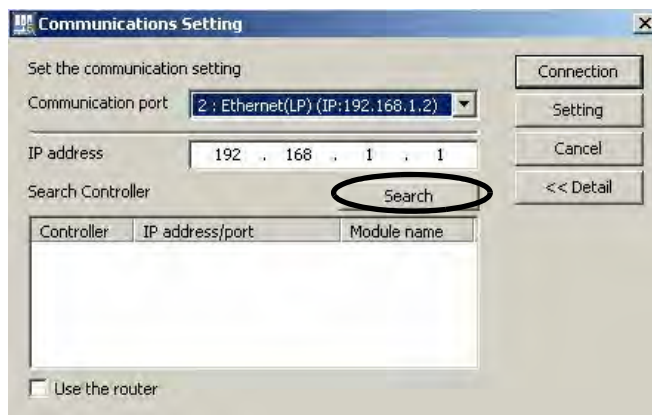 Communications Setting
Set the communication setting
Connection
Communication port 2 : Ethernet(LP) (IP:192.168.1.2)
Setting
IP address 192 . 168 . 1 . 1
Cancel
Search Controller Search
<< Detail
Controller IP address/port Module name
Use the router